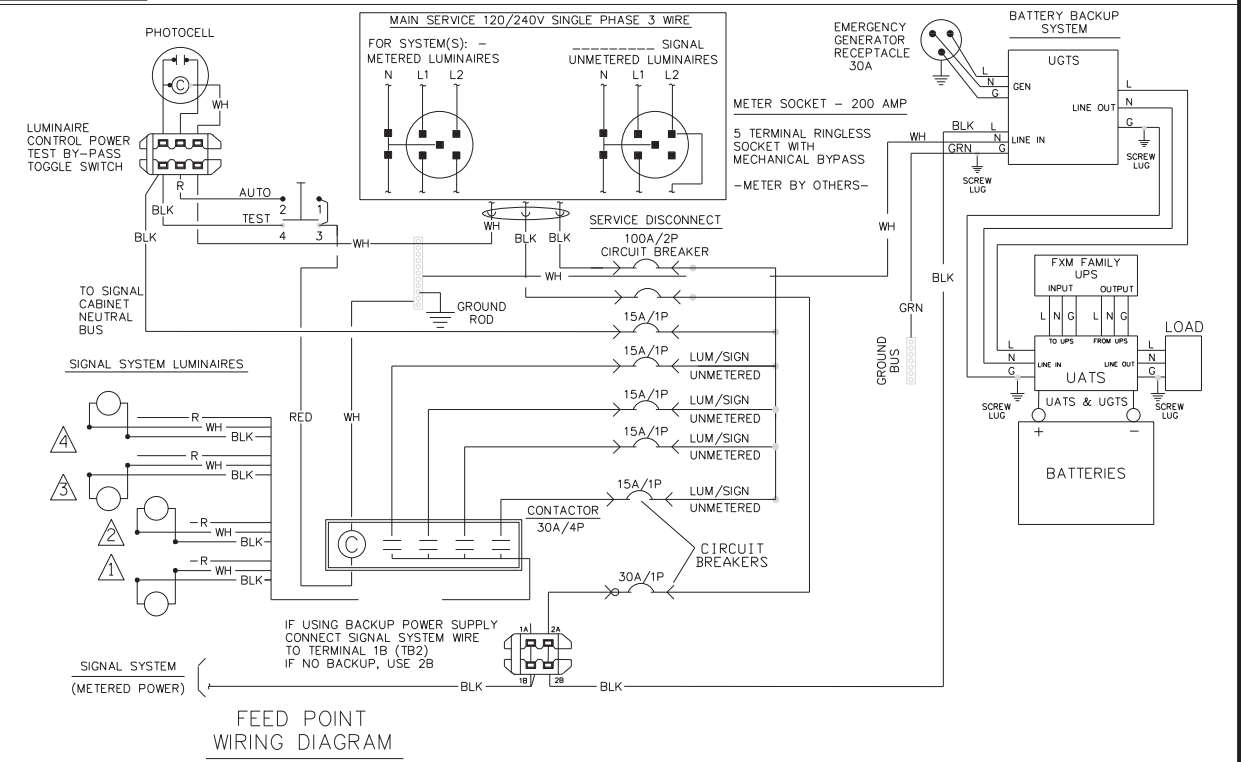 PHOTOCELL
C
WH
LUMINAIRE
CONTROL POWER
TEST BY-PASS
TOGGLE SWITCH
R
BLK
BLK
AUTO
TEST
2
1
4
3
WH
MAIN SERVICE 120/240V SINGLE PHASE 3 WIRE
FOR SYSTEM(S): -
METERED LUMINAIRES
N L1 L2
_________ SIGNAL
UNMETERED LUMINAIRES
N L1 L2
METER SOCKET - 200 AMP
5 TERMINAL RINGLESS
SOCKET WITH
MECHANICAL BYPASS
-METER BY OTHERS-
EMERGENCY
GENERATOR
RECEPTACLE
30A
BATTERY BACKUP
SYSTEM
UGTS
L
N
G
GEN
LINE OUT
L
N
G
BLK L
WH N
GRN G
LINE IN
SCREW
LUG
SCREW
LUG
WH
BLK
GRN
GROUND
BUS
FXM FAMILY
UPS
INPUT OUTPUT
L N G L N G
TO UPS FROM UPS
L
N
G
LINE IN
LINE OUT
L
N
G
UATS
LOAD
SCREW
LUG
UATS & UGTS
SCREW
LUG
+ -
BATTERIES
WH
BLK
BLK
SERVICE DISCONNECT
100A/2P
CIRCUIT BREAKER
WH
GROUND
ROD
15A/1P
15A/1P
LUM/SIGN
UNMETERED
15A/1P
LUM/SIGN
UNMETERED
15A/1P
LUM/SIGN
UNMETERED
15A/1P
LUM/SIGN
UNMETERED
CONTACTOR
30A/4P
C
CIRCUIT
BREAKERS
30A/1P
TO SIGNAL
CABINET
NEUTRAL
BUS
SIGNAL SYSTEM LUMINAIRES
RED
WH
4
R
WH
BLK
3
R
WH
BLK
2
R
WH
BLK
1
R
WH
BLK
IF USING BACKUP POWER SUPPLY
CONNECT SIGNAL SYSTEM WIRE
TO TERMINAL 1B (TB2)
IF NO BACKUP, USE 2B
1A 2A
1B 2B
SIGNAL SYSTEM
(METERED POWER)
BLK
BLK
FEED POINT
WIRING DIAGRAM